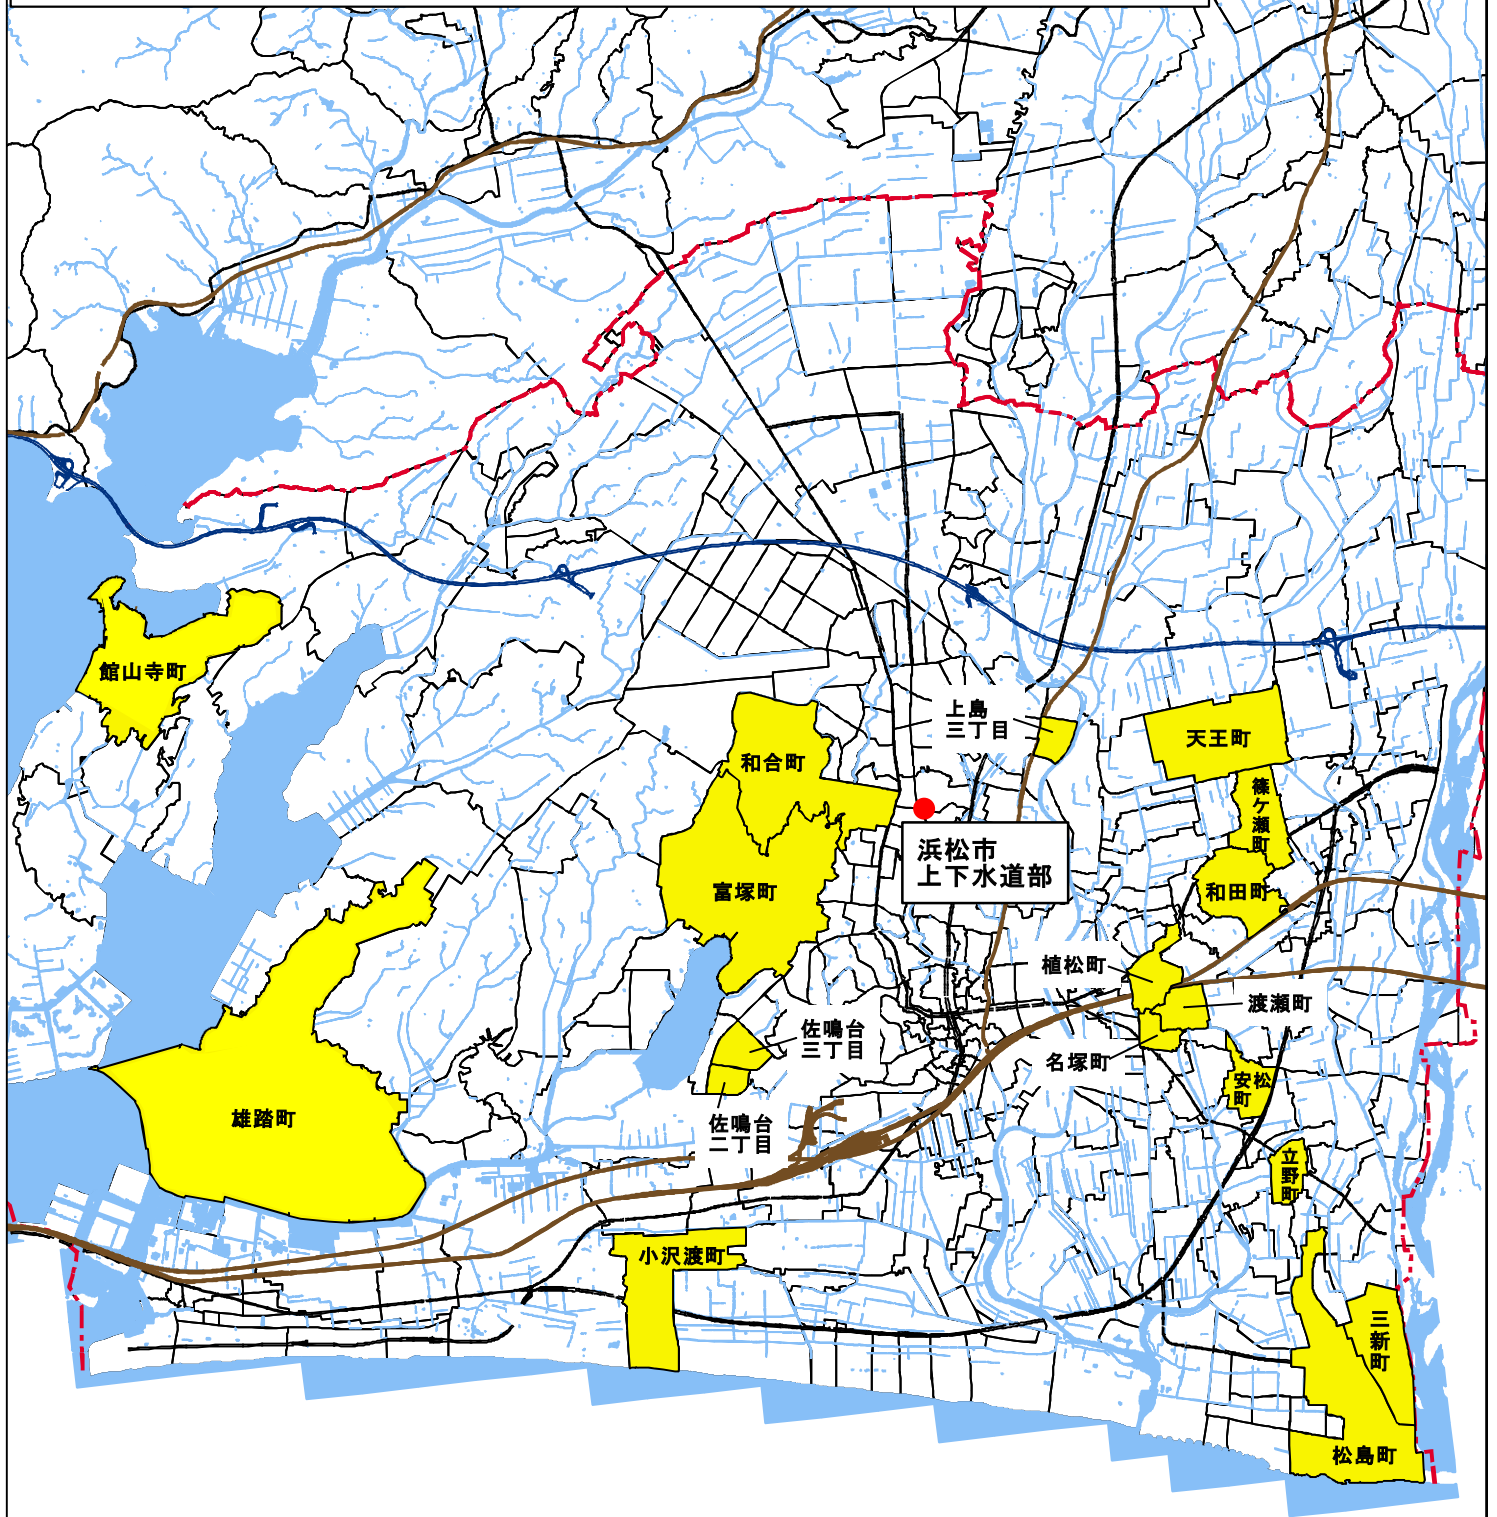 館山寺町
上島
三丁目
天王町
和合町
篠ケ瀬町
浜松市
上下水道部
富塚町
和田町
植松町
渡瀬町
佐鳴台
三丁目
名塚町
安松
町
雄踏町
佐鳴台
二丁目
立野町
小沢渡町
三新町
松島町